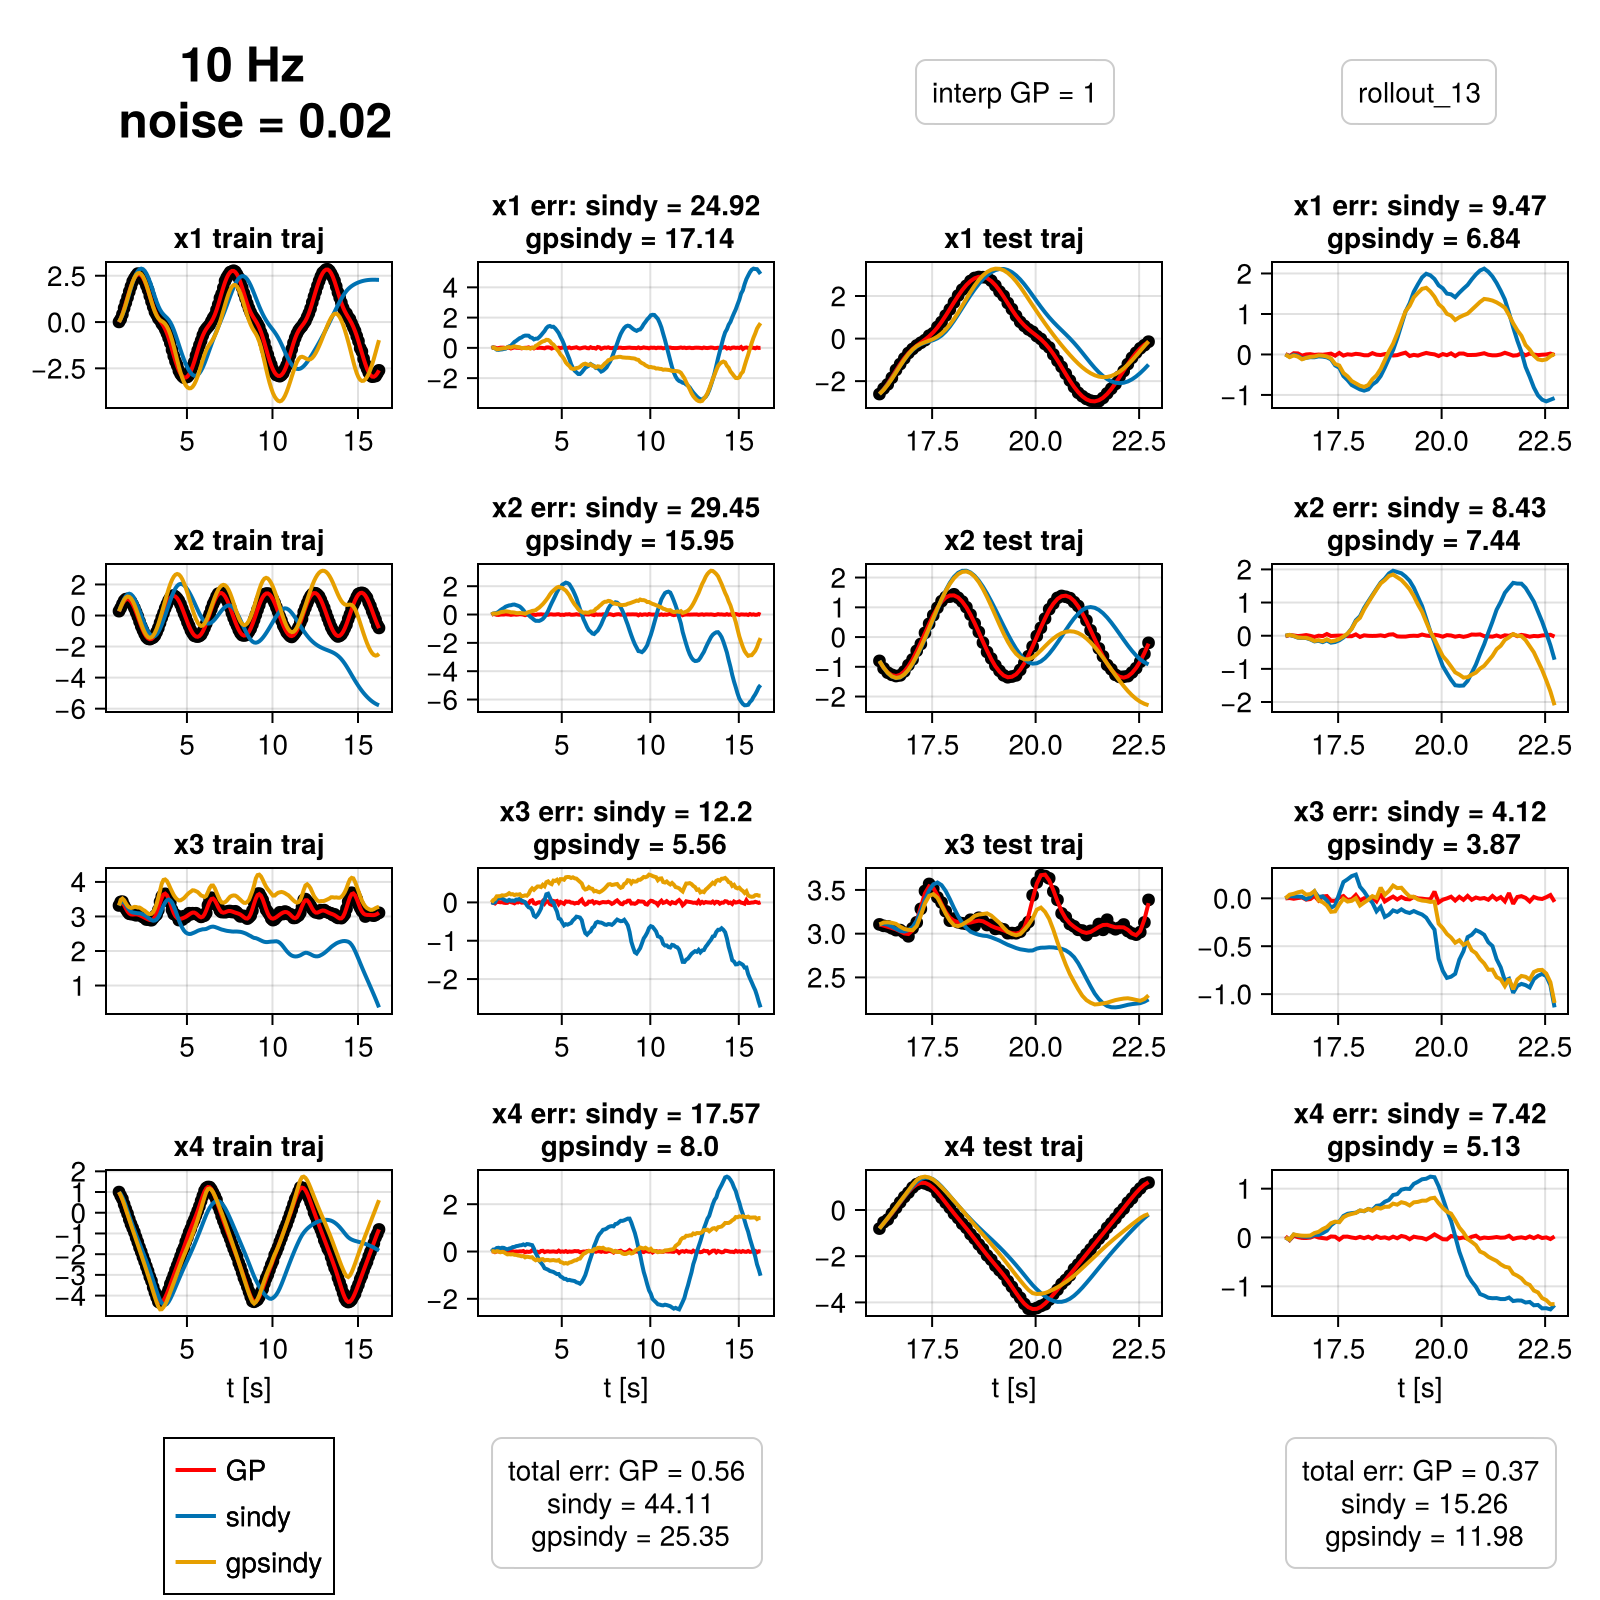 10 Hz
noise = 0.02
interp GP = 1
rollout_13
x1 train traj
2.5
0.0
−2.5
5 10 15
x1 err: sindy = 24.92
gpsindy = 17.14
4
2
0
−2
5 10 15
x1 test traj
2
0
−2
17.5 20.0 22.5
x1 err: sindy = 9.47
gpsindy = 6.84
2
1
0
−1
17.5 20.0 22.5
x2 train traj
2
0
−2
−4
−6
5 10 15
x2 err: sindy = 29.45
gpsindy = 15.95
2
0
−2
−4
−6
5 10 15
x2 test traj
2
1
0
−1
−2
17.5 20.0 22.5
x2 err: sindy = 8.43
gpsindy = 7.44
2
1
0
−1
−2
17.5 20.0 22.5
x3 train traj
4
3
2
1
5 10 15
x3 err: sindy = 12.2
gpsindy = 5.56
0
−1
−2
5 10 15
x3 test traj
3.5
3.0
2.5
17.5 20.0 22.5
x3 err: sindy = 4.12
gpsindy = 3.87
0.0
−0.5
−1.0
17.5 20.0 22.5
x4 train traj
2
1
0
−1
−2
−3
−4
5 10 15
t [s]
x4 err: sindy = 17.57
gpsindy = 8.0
2
0
−2
5 10 15
t [s]
x4 test traj
0
−2
−4
17.5 20.0 22.5
t [s]
x4 err: sindy = 7.42
gpsindy = 5.13
1
0
−1
17.5 20.0 22.5
t [s]
GP
sindy
gpsindy
total err: GP = 0.56
sindy = 44.11
gpsindy = 25.35
total err: GP = 0.37
sindy = 15.26
gpsindy = 11.98